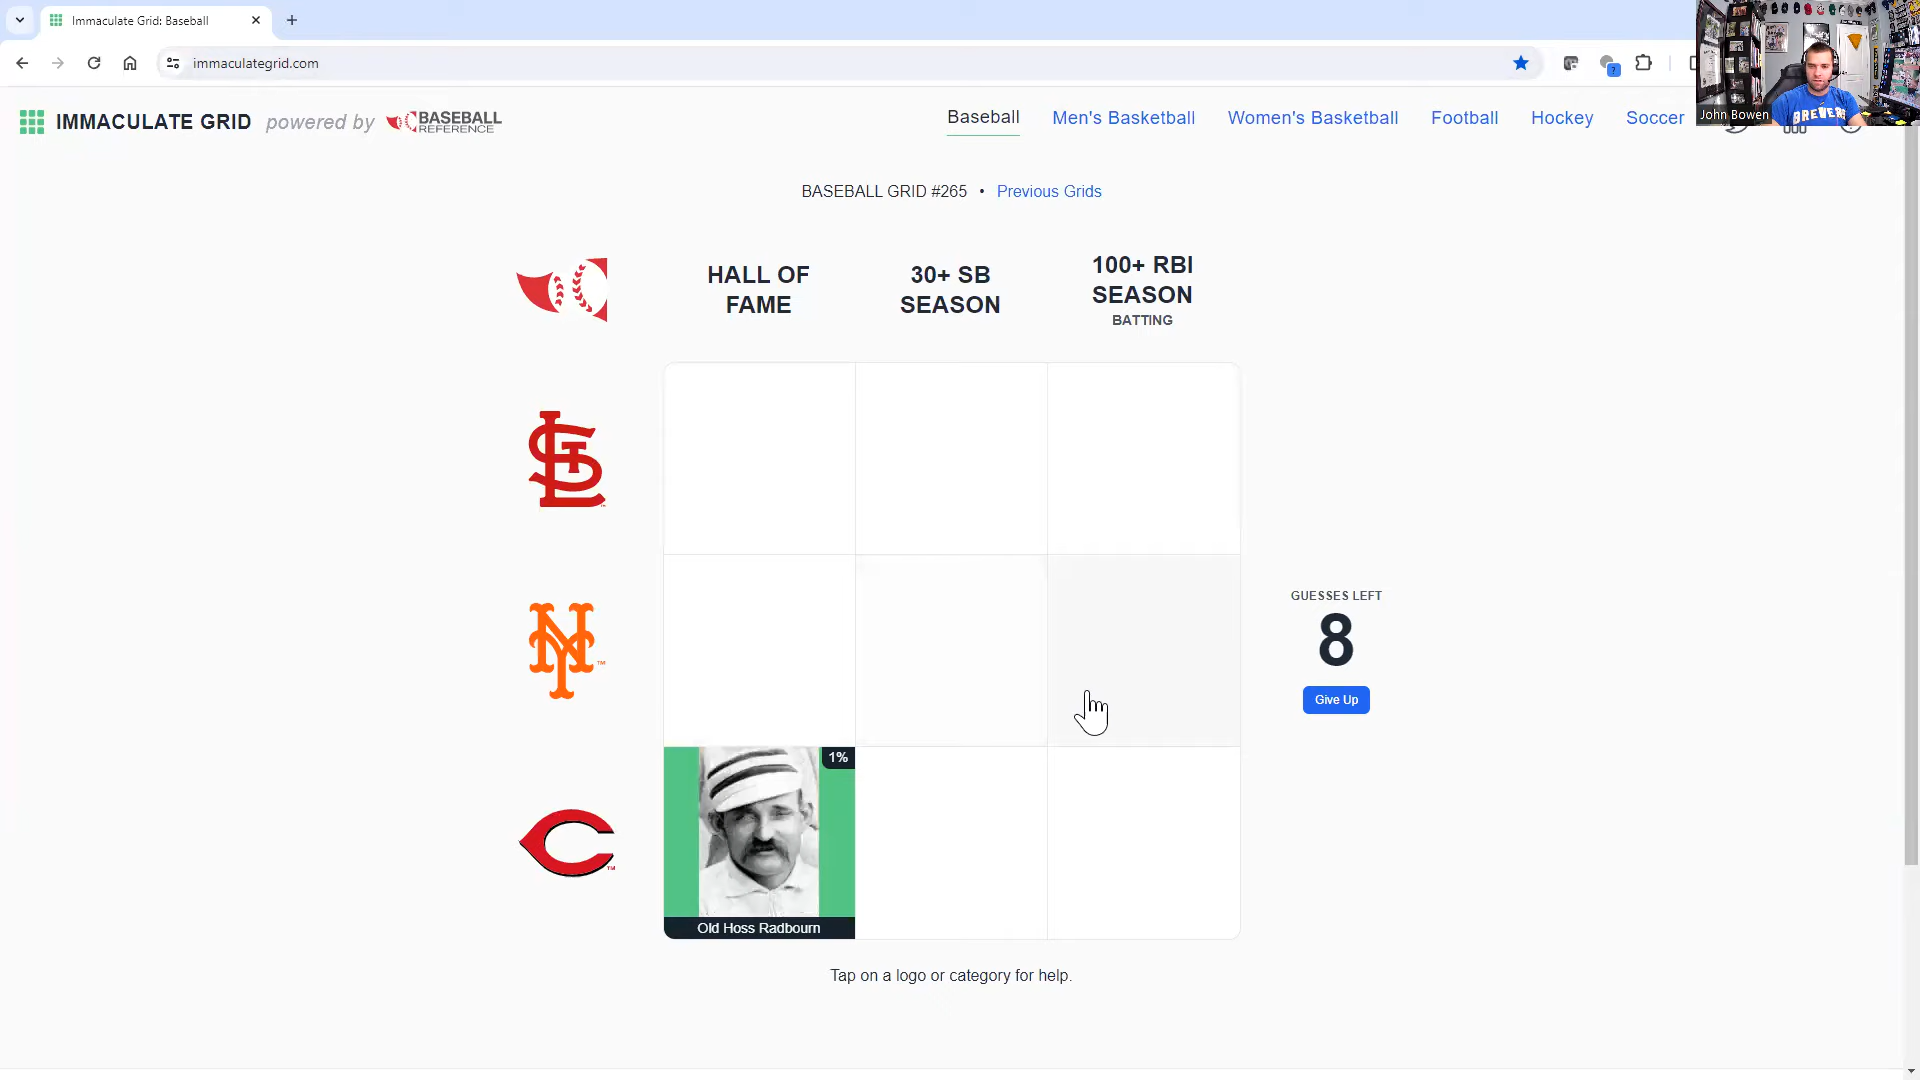 Immaculate Grid: Baseball
immaculategrid.com
IMMACULATE GRID powered by BASEBALL REFERENCE
Baseball Men's Basketball Women's Basketball Football Hockey Soccer
BREWERS
John Bowen
BASEBALL GRID #265 • Previous Grids
HALL OF
FAME
30+ SB
SEASON
100+ RBI
SEASON
BATTING
STL
NY
GUESSES LEFT
8
Give Up
1%
C
Old Hoss Radbourn
Tap on a logo or category for help.